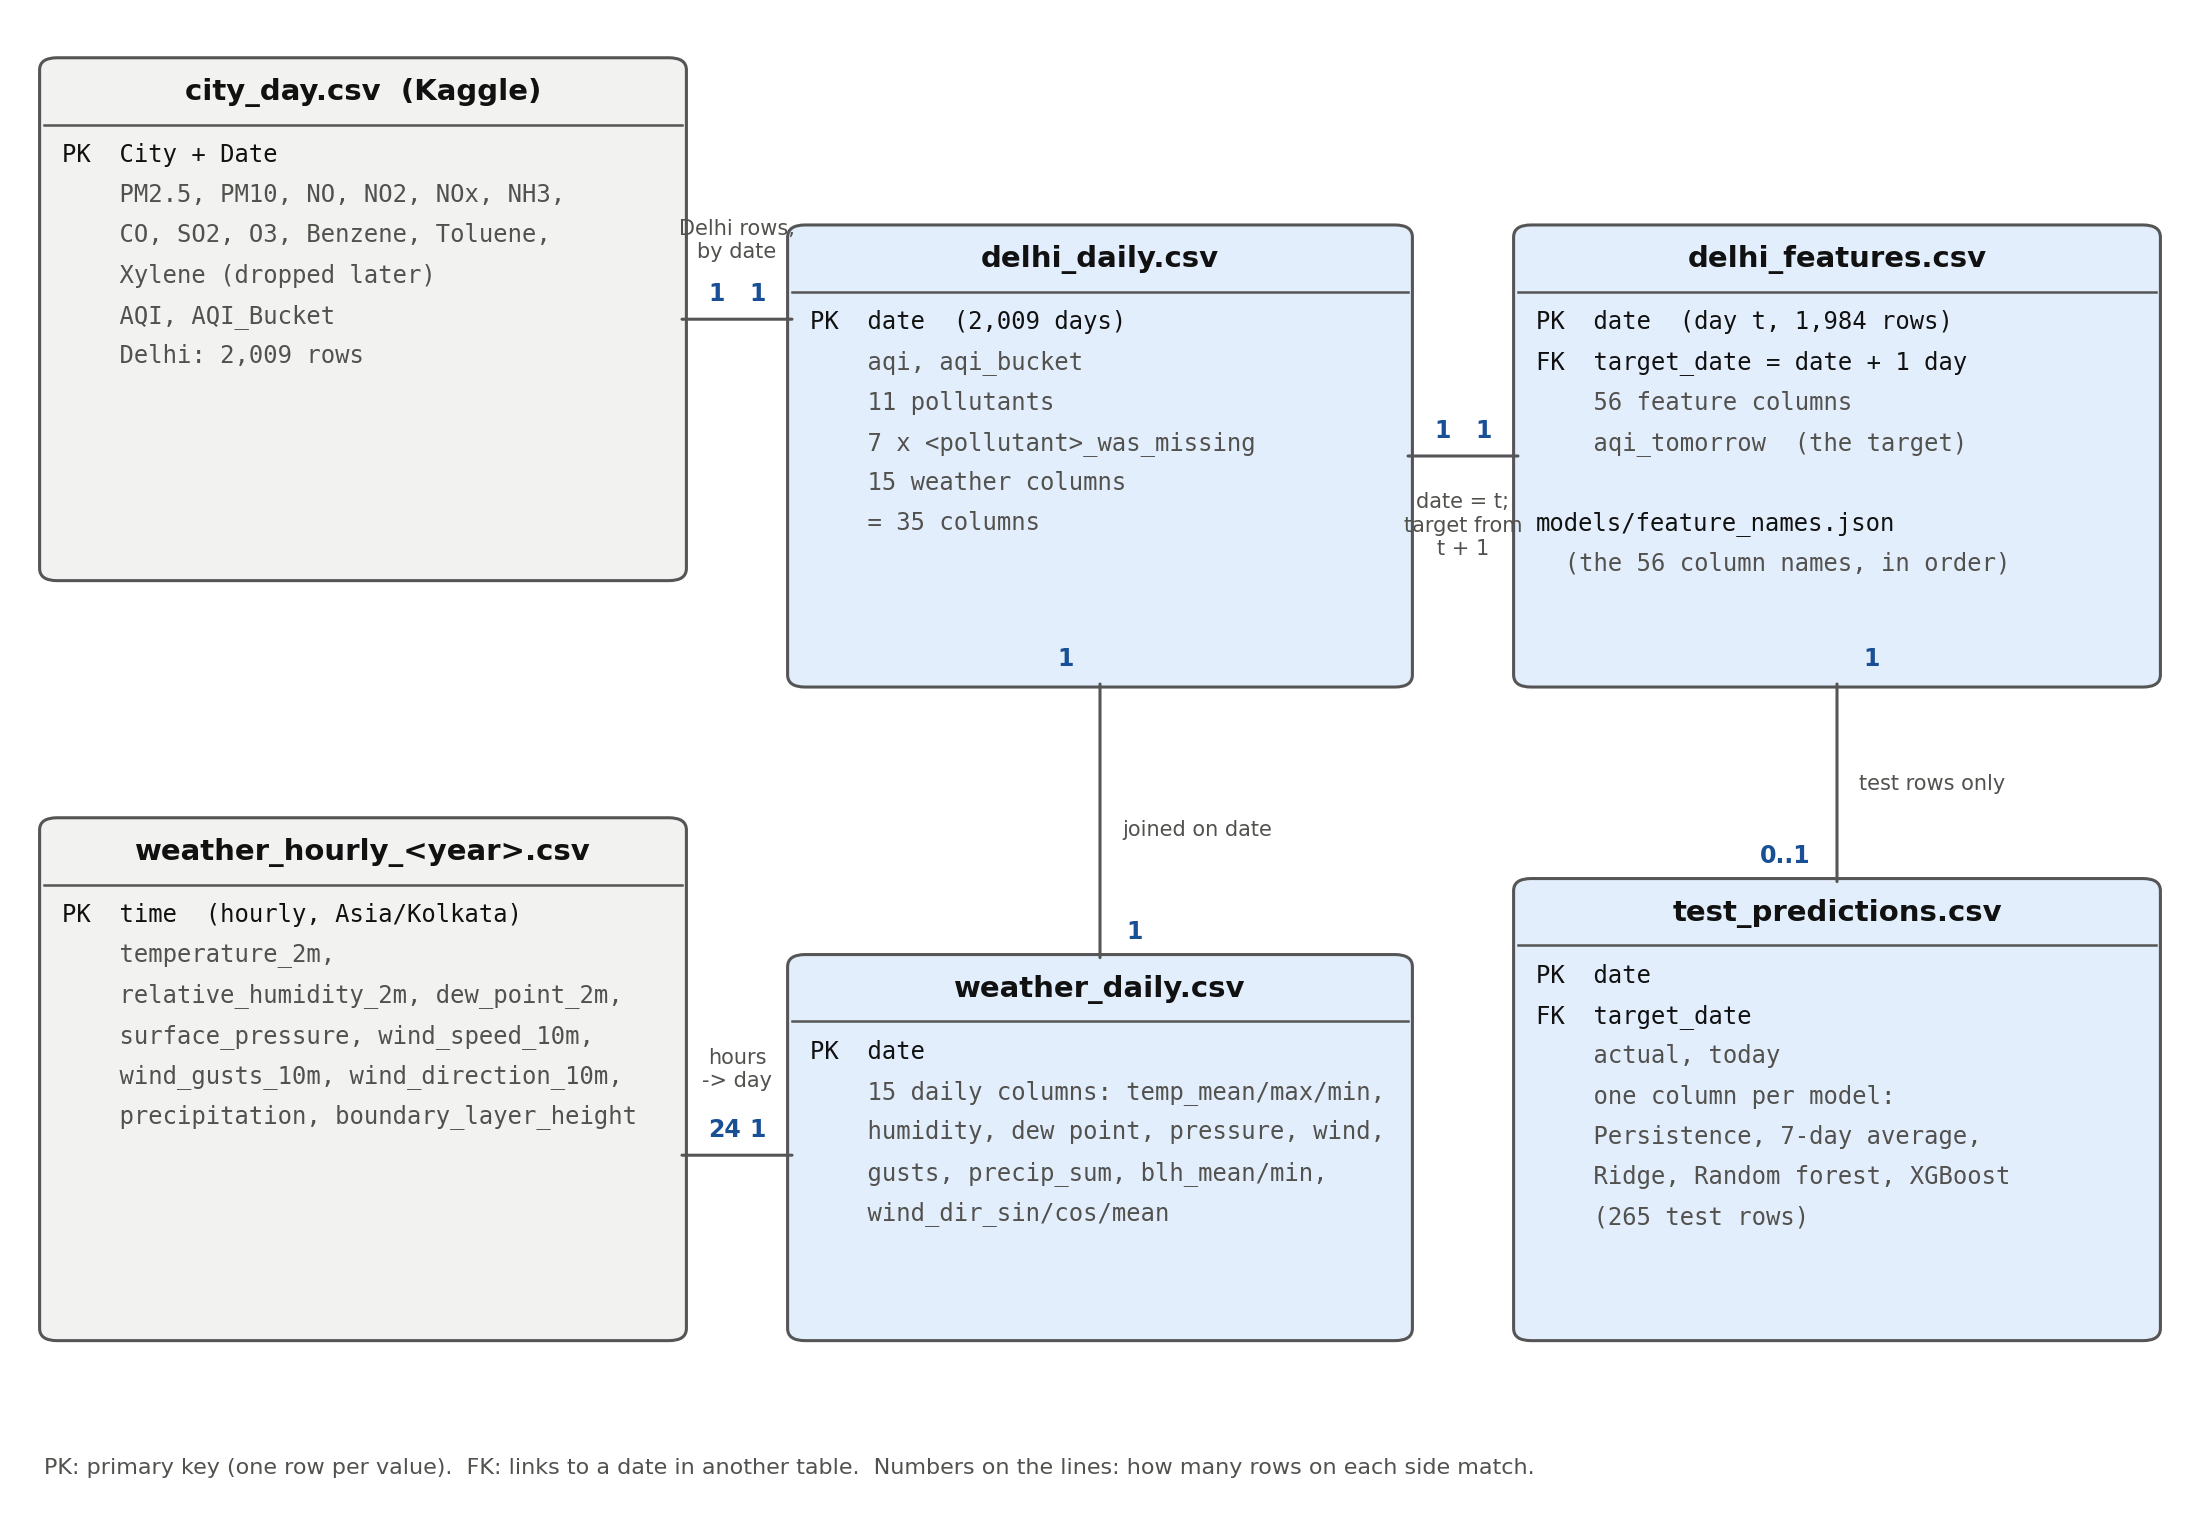 city_day.csv  (Kaggle)
PK  City + Date
PM2.5, PM10, NO, NO2, NOx, NH3,
CO, SO2, O3, Benzene, Toluene,
Xylene (dropped later)
AQI, AQI_Bucket
Delhi: 2,009 rows
Delhi rows,
by date
1  1
delhi_daily.csv
PK  date  (2,009 days)
aqi, aqi_bucket
11 pollutants
7 x <pollutant>_was_missing
15 weather columns
= 35 columns
1
1  1
date = t;
target from
t + 1
delhi_features.csv
PK  date  (day t, 1,984 rows)
FK  target_date = date + 1 day
56 feature columns
aqi_tomorrow  (the target)
models/feature_names.json
(the 56 column names, in order)
1
joined on date
1
test rows only
0..1
weather_hourly_<year>.csv
PK  time  (hourly, Asia/Kolkata)
temperature_2m,
relative_humidity_2m, dew_point_2m,
surface_pressure, wind_speed_10m,
wind_gusts_10m, wind_direction_10m,
precipitation, boundary_layer_height
hours
-> day
24 1
weather_daily.csv
PK  date
15 daily columns: temp_mean/max/min,
humidity, dew point, pressure, wind,
gusts, precip_sum, blh_mean/min,
wind_dir_sin/cos/mean
test_predictions.csv
PK  date
FK  target_date
actual, today
one column per model:
Persistence, 7-day average,
Ridge, Random forest, XGBoost
(265 test rows)
PK: primary key (one row per value).  FK: links to a date in another table.  Numbers on the lines: how many rows on each side match.